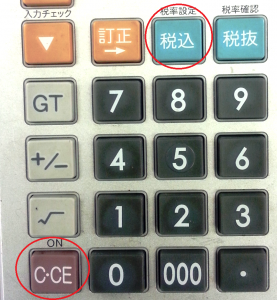 入力チェック 税率設定 税率確認
▼ 訂正→ 税込 税抜
GT 7 8 9
+/− 4 5 6
√ 1 2 3
ON
C·CE 0 000 ·